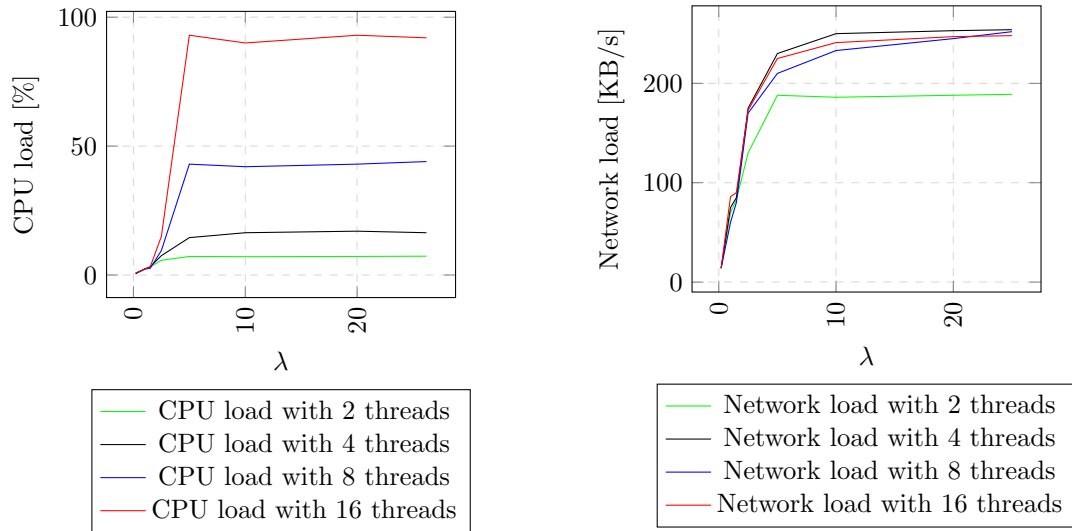 100
50
0
CPU load [%]
0
10
20
λ
CPU load with 2 threads
CPU load with 4 threads
CPU load with 8 threads
CPU load with 16 threads
200
100
0
Network load [KB/s]
0
10
20
λ
Network load with 2 threads
Network load with 4 threads
Network load with 8 threads
Network load with 16 threads